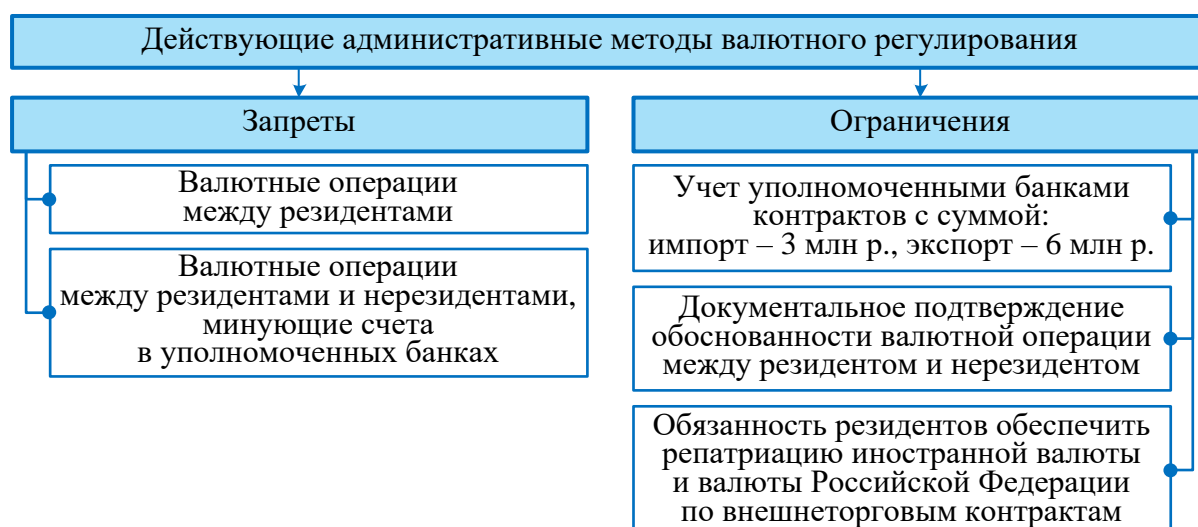 Действующие административные методы валютного регулирования
Запреты
Валютные операции
между резидентами
Валютные операции
между резидентами и нерезидентами,
минующие счета
в уполномоченных банках
Ограничения
Учет уполномоченными банками
контрактов с суммой:
импорт – 3 млн р., экспорт – 6 млн р.
Документальное подтверждение
обоснованности валютной операции
между резидентом и нерезидентом
Обязанность резидентов обеспечить
репатриацию иностранной валюты
и валюты Российской Федерации
по внешнеторговым контрактам